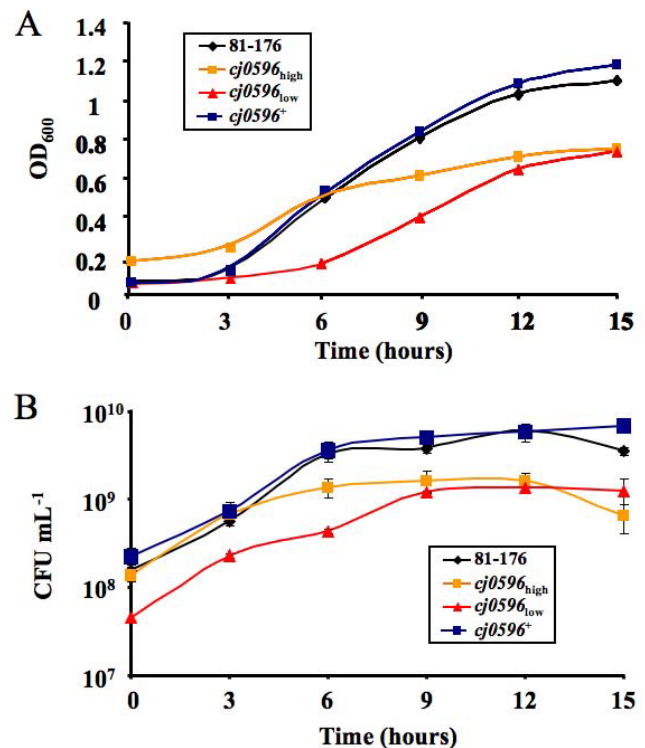 A
1.4
1.2
1
0.8
0.6
0.4
0.2
0
OD600
81-176
cj0596high
cj0596low
cj0596+
0 3 6 9 12 15
Time (hours)
B
10^10
10^9
10^8
10^7
CFU mL-1
81-176
cj0596high
cj0596low
cj0596+
0 3 6 9 12 15
Time (hours)